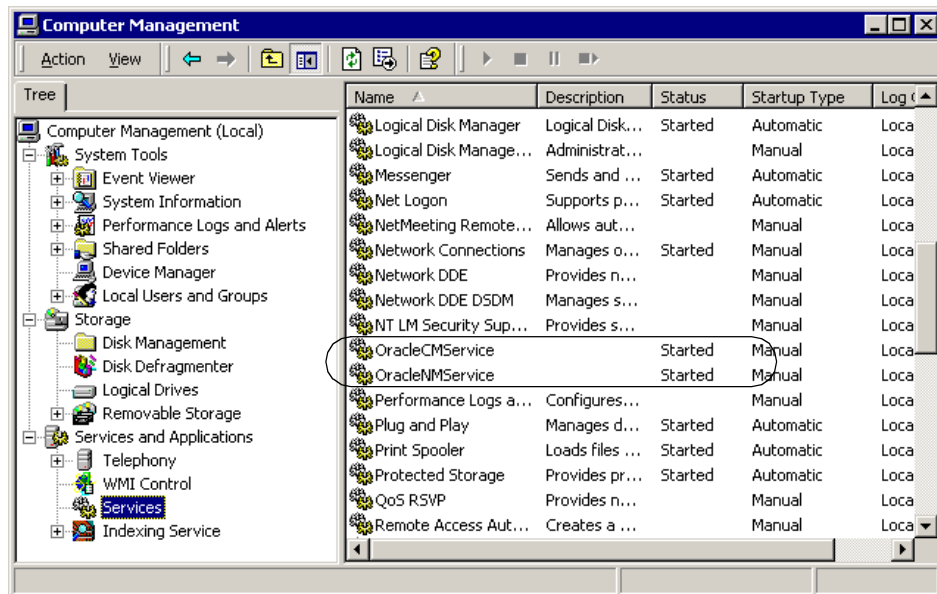 Computer Management
Action View
Tree
Computer Management (Local)
System Tools
Event Viewer
System Information
Performance Logs and Alerts
Shared Folders
Device Manager
Local Users and Groups
Storage
Disk Management
Disk Defragmenter
Logical Drives
Removable Storage
Services and Applications
Telephony
WMI Control
Services
Indexing Service
Name Description Status Startup Type Log
Logical Disk Manager Logical Disk... Started Automatic Loca
Logical Disk Manage... Administrat... Manual Loca
Messenger Sends and ... Started Automatic Loca
Net Logon Supports p... Started Automatic Loca
NetMeeting Remote... Allows aut... Manual Loca
Network Connections Manages o... Started Manual Loca
Network DDE Provides n... Manual Loca
Network DDE DSDM Manages s... Manual Loca
NT LM Security Sup... Provides s... Manual Loca
OracleCMService Started Manual Loca
OracleNMService Started Manual Loca
Performance Logs a... Configures... Manual Loca
Plug and Play Manages d... Started Automatic Loca
Print Spooler Loads files ... Started Automatic Loca
Protected Storage Provides pr... Started Automatic Loca
QoS RSVP Provides n... Manual Loca
Remote Access Aut... Creates a ... Manual Loca